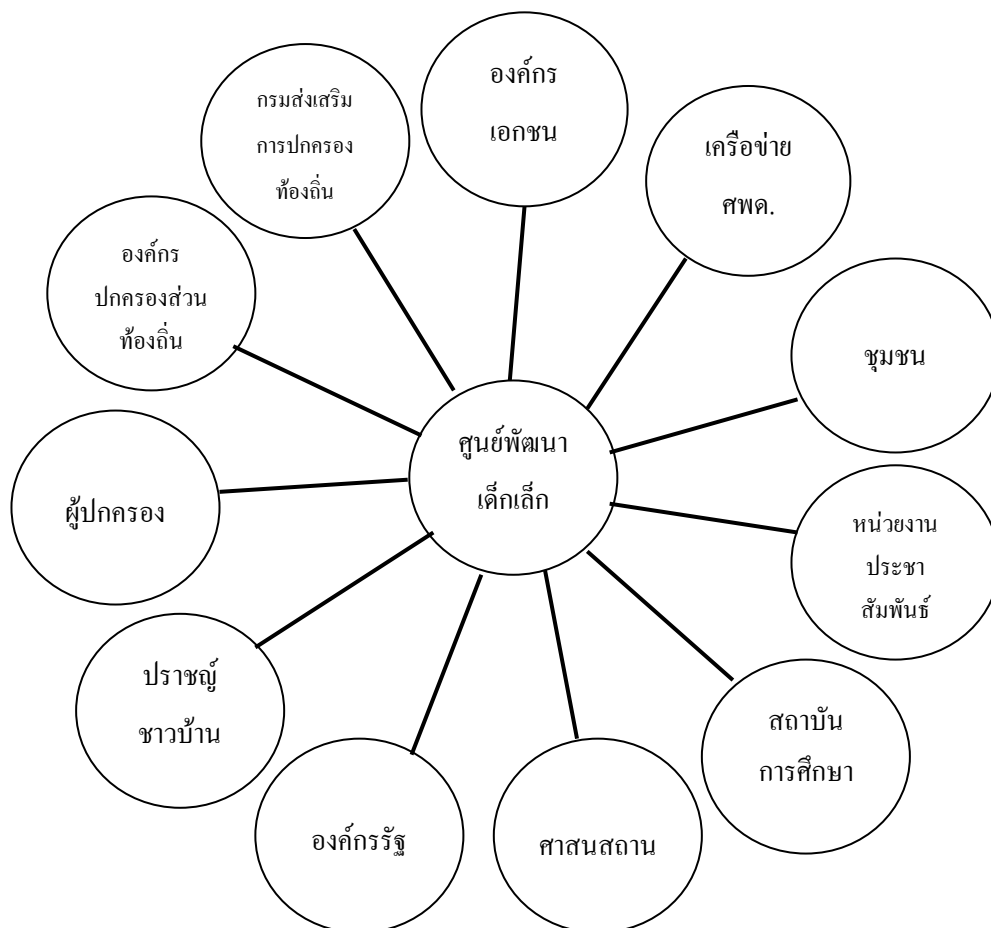 องค์กร
เอกชน
กรมส่งเสริม
การปกครอง
ท้องถิ่น
เครือข่าย
ศพด.
องค์กร
ปกครองส่วน
ท้องถิ่น
ชุมชน
ศูนย์พัฒนา
เด็กเล็ก
ผู้ปกครอง
หน่วยงาน
ประชา
สัมพันธ์
ปราชญ์
ชาวบ้าน
สถาบัน
การศึกษา
องค์กรรัฐ
ศาสนสถาน